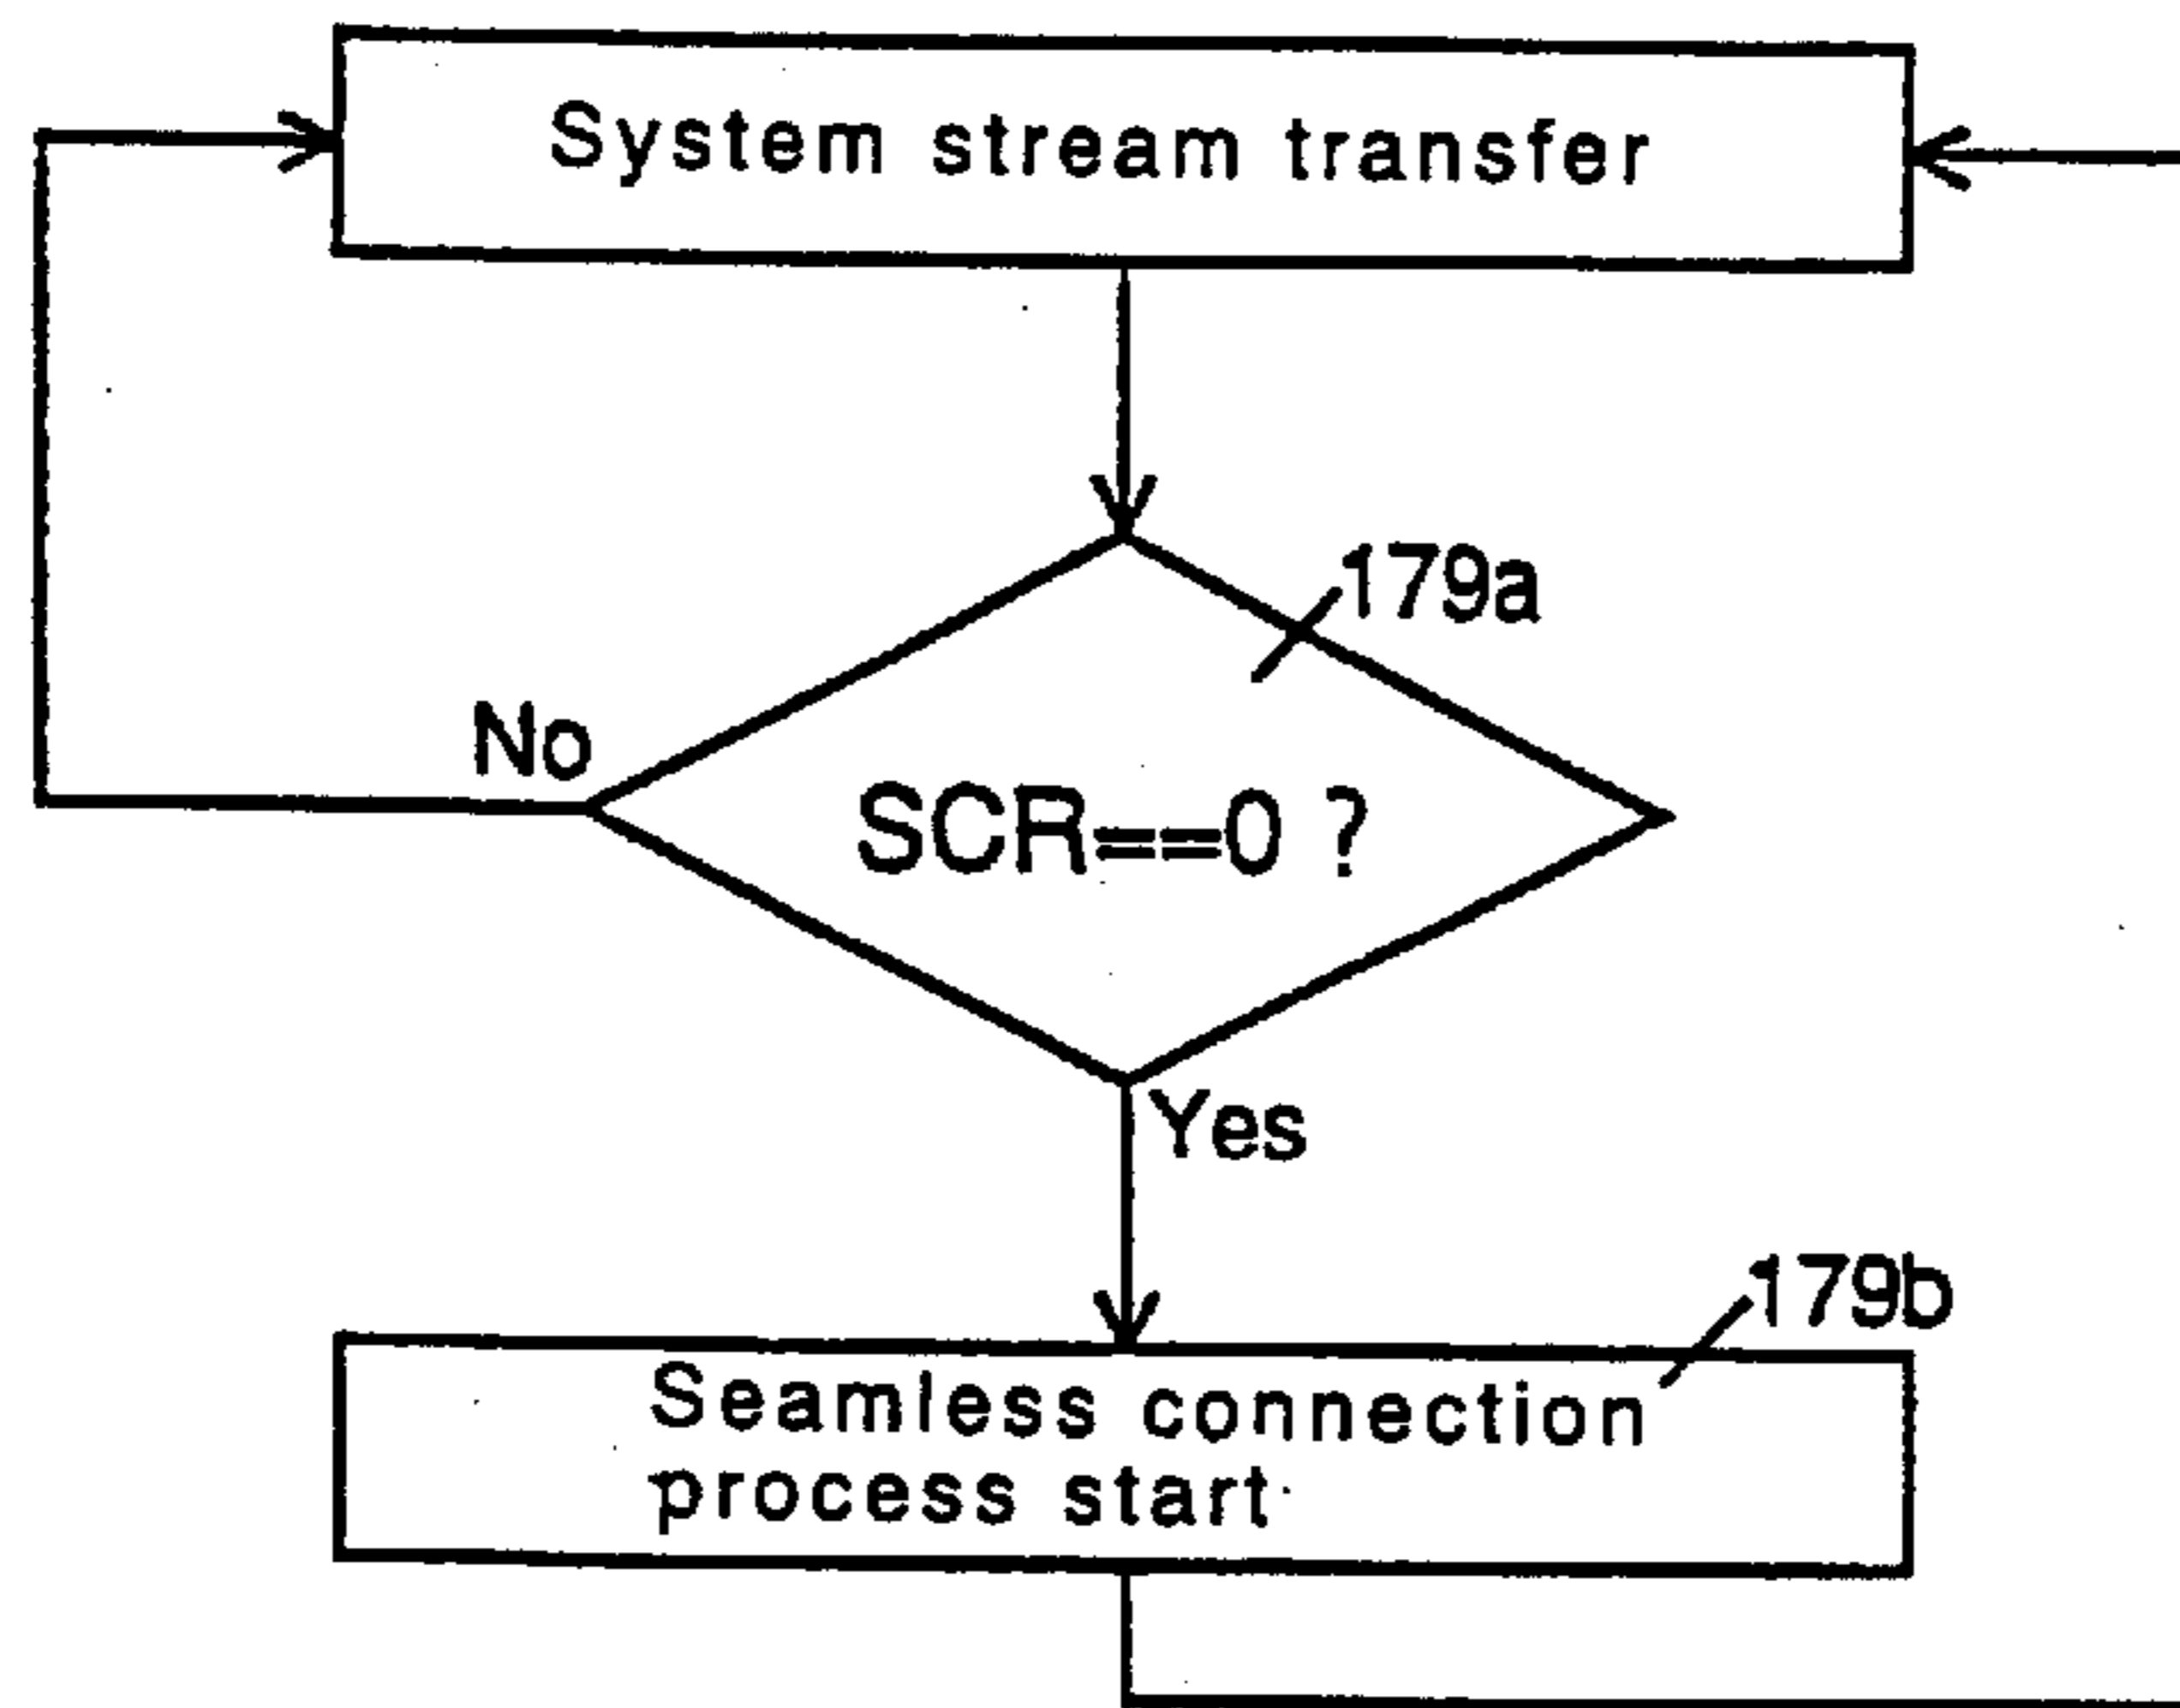 System stream transfer
179a
No
SCR==0 ?
Yes
179b
Seamless connection
process start